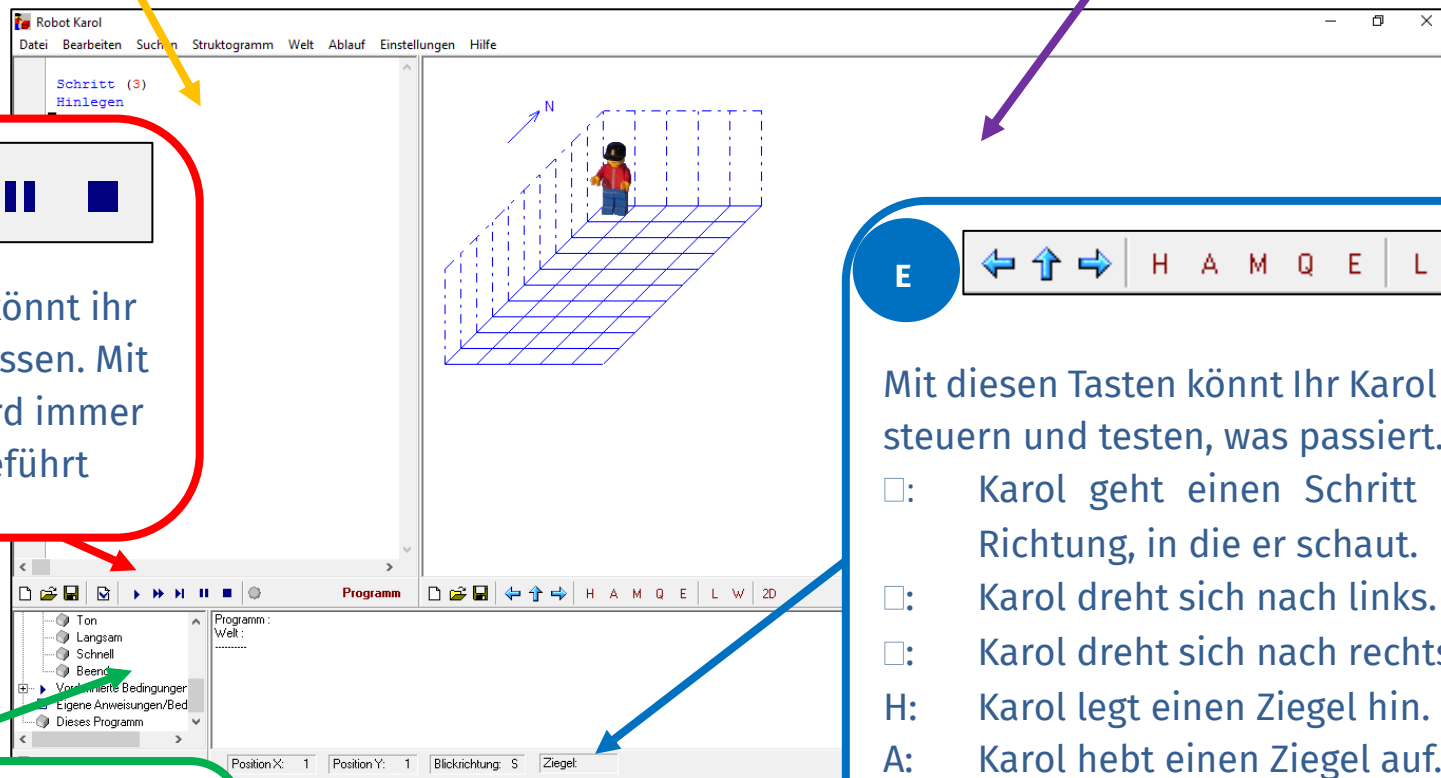 Robot Karol
Datei Bearbeiten Suchen Struktogramm Welt Ablauf Einstellungen Hilfe
Schritt (3)
Hinlegen
N
könnt ihr
ssen. Mit
rd immer
eführt
E
H A M Q E L
Mit diesen Tasten könnt Ihr Karol
steuern und testen, was passiert.
□: Karol geht einen Schritt
Richtung, in die er schaut.
□: Karol dreht sich nach links.
□: Karol dreht sich nach rechts
H: Karol legt einen Ziegel hin.
A: Karol hebt einen Ziegel auf.
Programm
H A M Q E L W 2D
Ton
Langsam
Schnell
Beend
Vordefinierte Bedingunger
Eigene Anweisungen/Bed
Dieses Programm
Programm :
Welt :
----------
Position X: 1 Position Y: 1 Blickrichtung: S Ziegel: